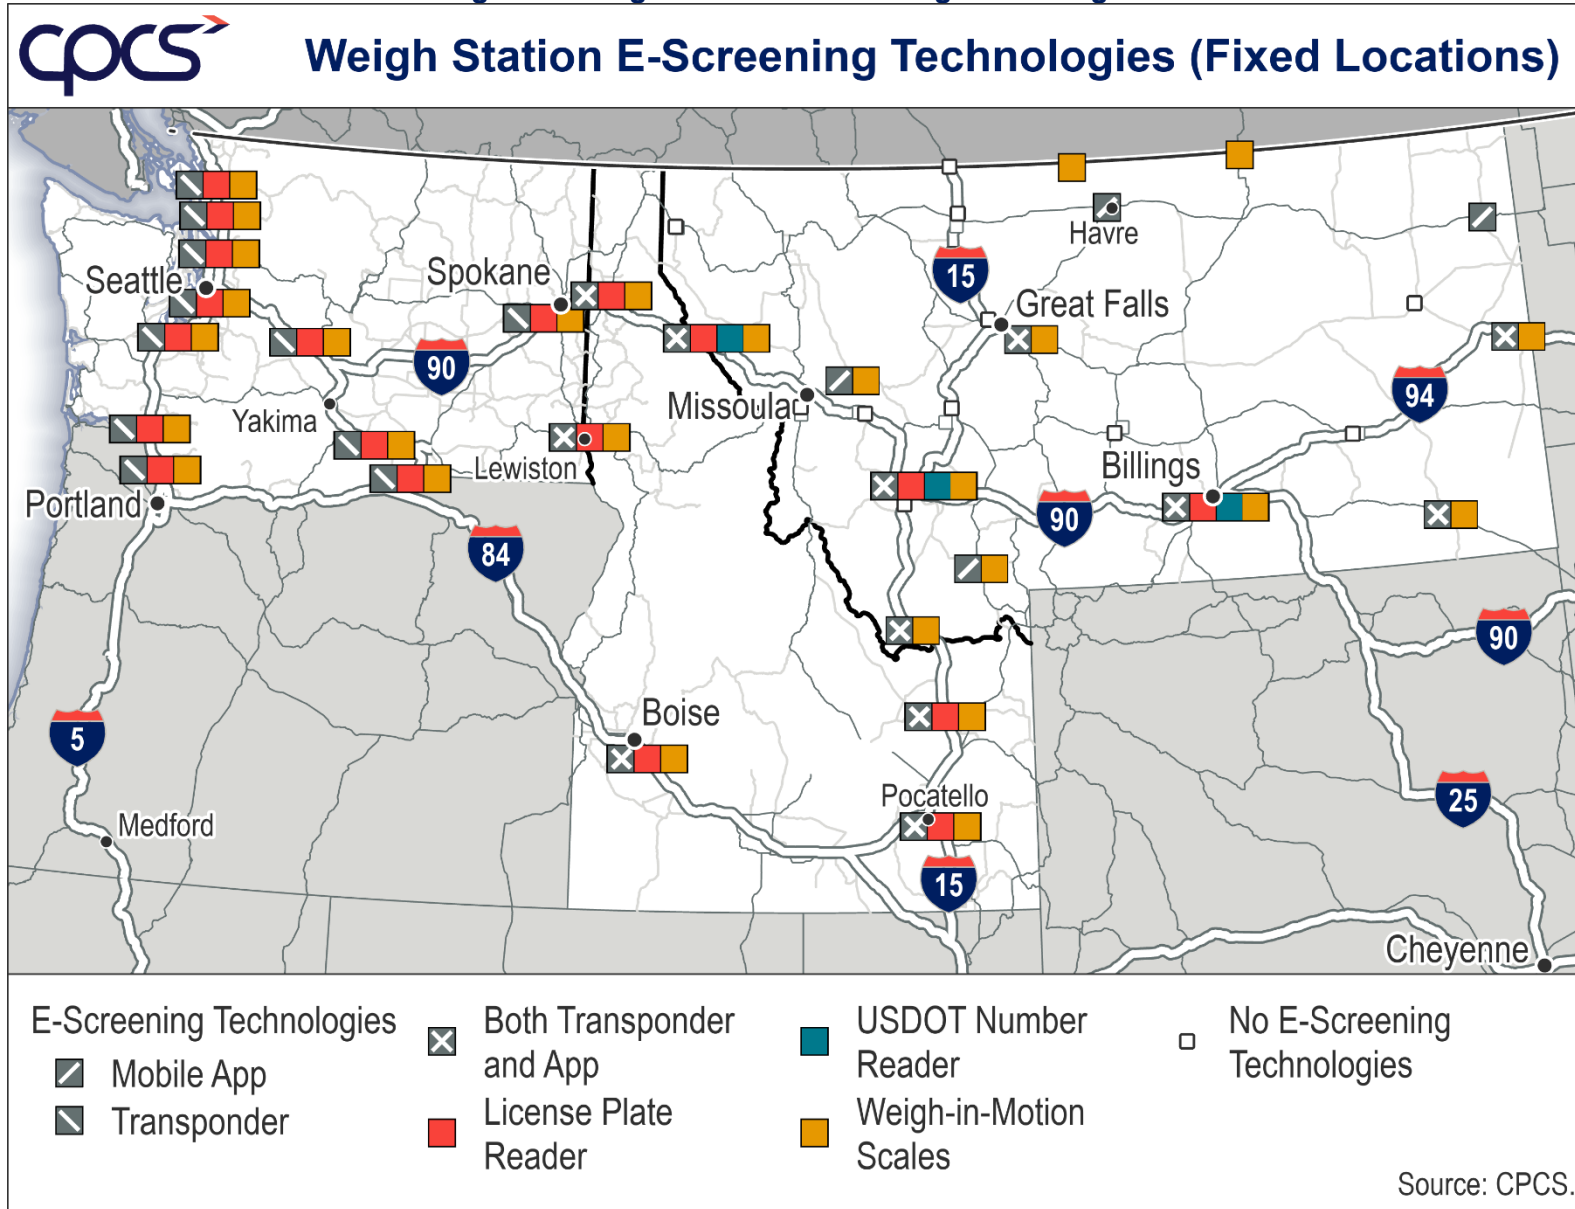 cpcs
Weigh Station E-Screening Technologies (Fixed Locations)
Seattle
Spokane
Havre
15
Great Falls
90
Yakima
Missoula
94
Lewiston
Billings
Portland
90
84
90
Boise
5
Pocatello
25
Medford
15
Cheyenne
E-Screening Technologies
Mobile App
Transponder
Both Transponder
and App
License Plate
Reader
USDOT Number
Reader
Weigh-in-Motion
Scales
No E-Screening
Technologies
Source: CPCS.